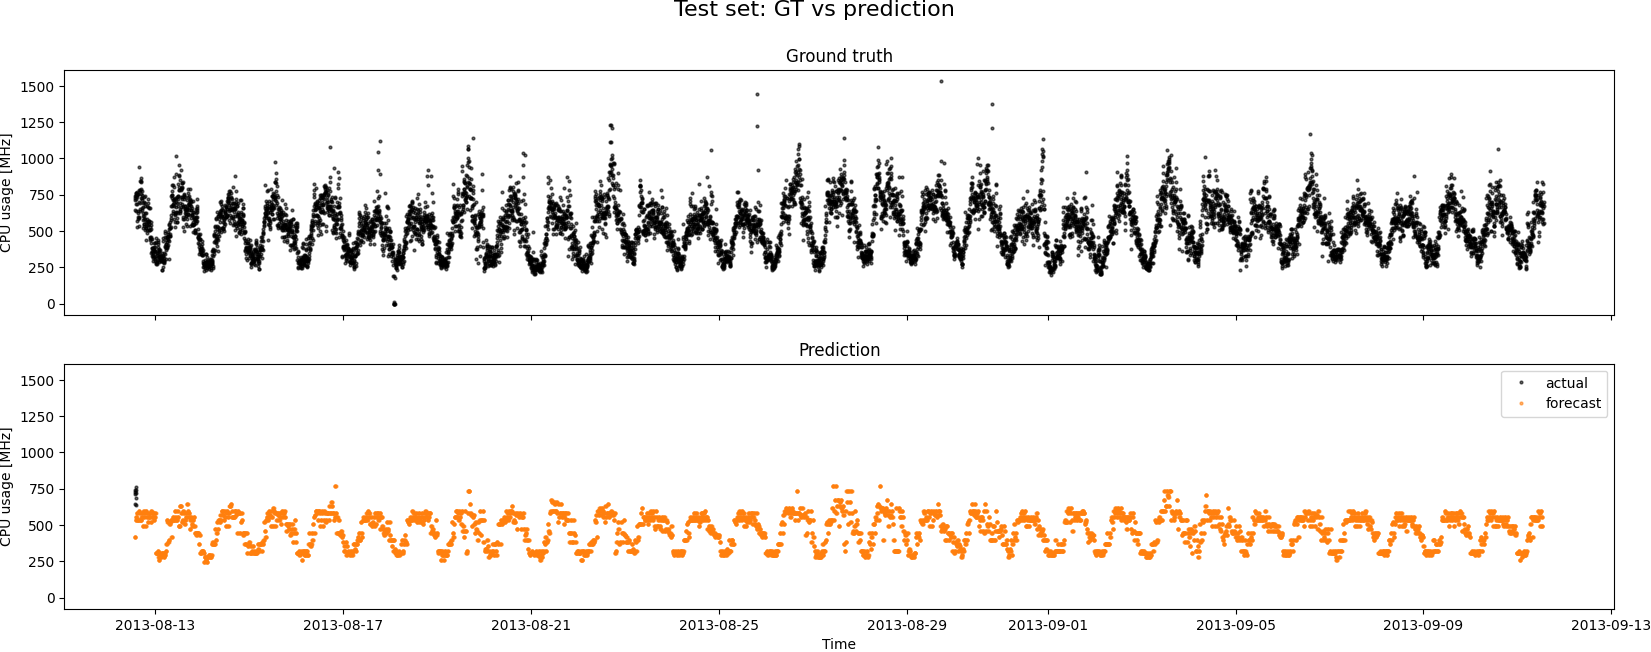 Test set: GT vs prediction
Ground truth
CPU usage [MHz]
1500
1250
1000
750
500
250
0
Prediction
CPU usage [MHz]
1500
1250
1000
750
500
250
0
actual
forecast
2013-08-13 2013-08-17 2013-08-21 2013-08-25 2013-08-29 2013-09-01 2013-09-05 2013-09-09 2013-09-13
Time